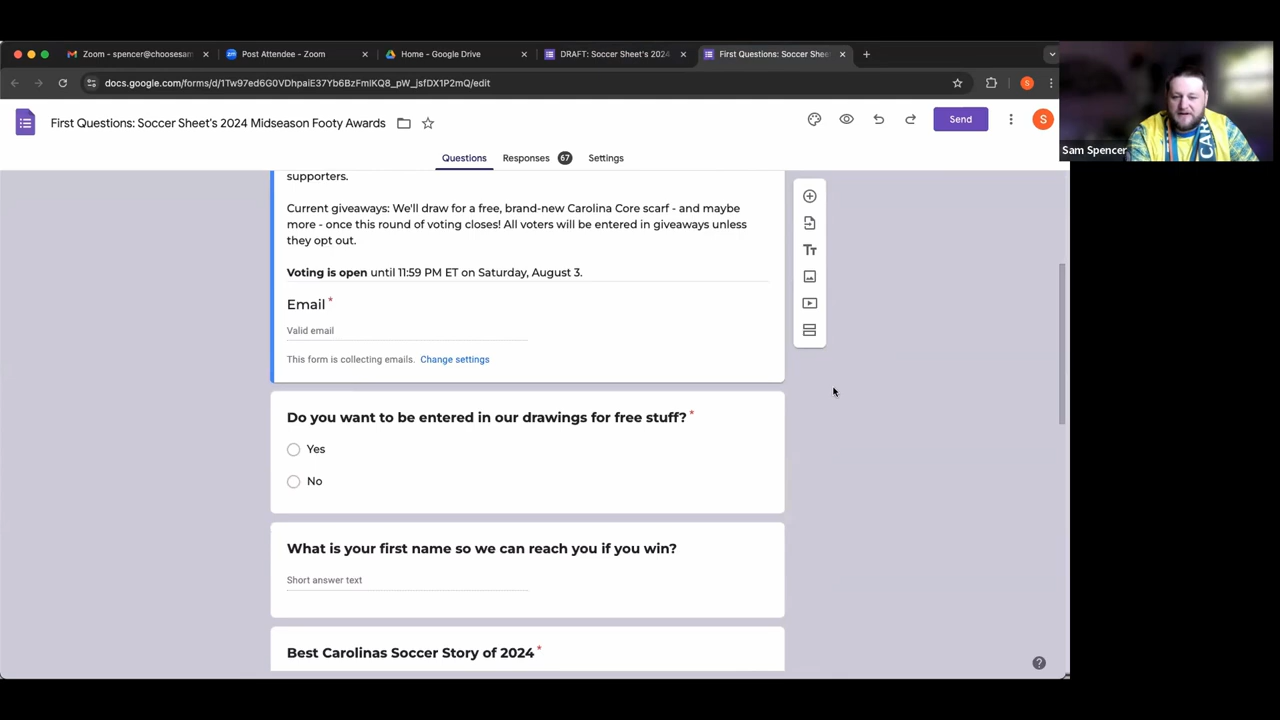 Zoom - spencer@choosesam
Post Attendee - Zoom
Home - Google Drive
DRAFT: Soccer Sheet's 2024
First Questions: Soccer Shee
docs.google.com/forms/d/1Tw97ed6G0VDhpaiE37Yb6BzFmIKQ8_pW_jsfDX1P2mQ/edit
S
First Questions: Soccer Sheet's 2024 Midseason Footy Awards
Send
S
Sam Spencer
CAR
Questions
Responses 67
Settings
supporters.
Current giveaways: We'll draw for a free, brand-new Carolina Core scarf - and maybe
more - once this round of voting closes! All voters will be entered in giveaways unless
they opt out.
Voting is open until 11:59 PM ET on Saturday, August 3.
Email *
Valid email
This form is collecting emails. Change settings
Do you want to be entered in our drawings for free stuff? *
Yes
No
What is your first name so we can reach you if you win?
Short answer text
Best Carolinas Soccer Story of 2024 *